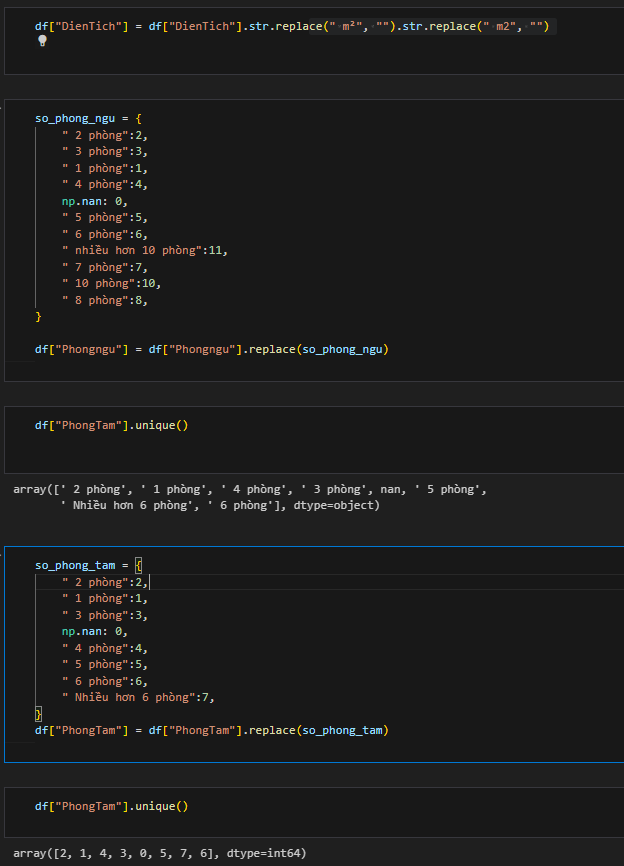 df["DienTich"] = df["DienTich"].str.replace(" m²", "").str.replace(" m2", "")
so_phong_ngu = {
" 2 phòng":2,
" 3 phòng":3,
" 1 phòng":1,
" 4 phòng":4,
np.nan: 0,
" 5 phòng":5,
" 6 phòng":6,
" nhiều hơn 10 phòng":11,
" 7 phòng":7,
" 10 phòng":10,
" 8 phòng":8,
}
df["Phongngu"] = df["Phongngu"].replace(so_phong_ngu)
df["PhongTam"].unique()
array([' 2 phòng', ' 1 phòng', ' 4 phòng', ' 3 phòng', nan, ' 5 phòng',
' Nhiều hơn 6 phòng', ' 6 phòng'], dtype=object)
so_phong_tam = {
" 2 phòng":2,
" 1 phòng":1,
" 3 phòng":3,
np.nan: 0,
" 4 phòng":4,
" 5 phòng":5,
" 6 phòng":6,
" Nhiều hơn 6 phòng":7,
}
df["PhongTam"] = df["PhongTam"].replace(so_phong_tam)
df["PhongTam"].unique()
array([2, 1, 4, 3, 0, 5, 7, 6], dtype=int64)